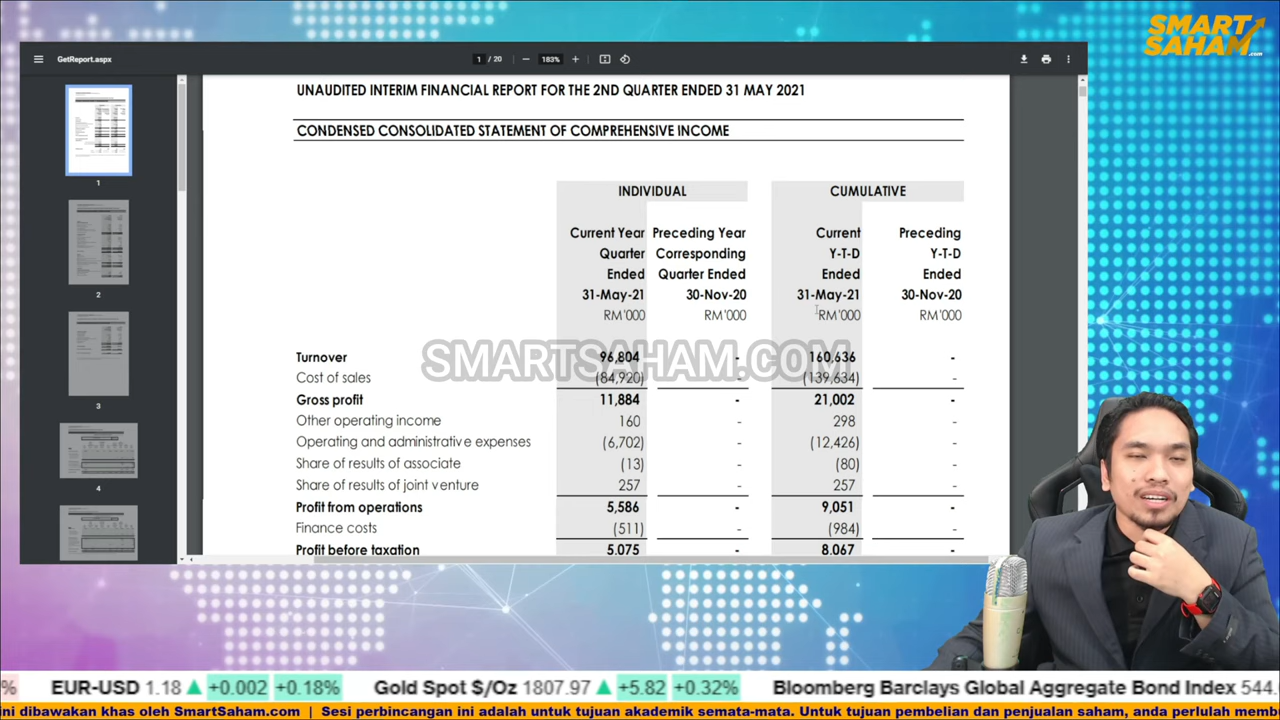 SMART
SAHAM.com
GetReport.aspx
1 / 20
183%
UNAUDITED INTERIM FINANCIAL REPORT FOR THE 2ND QUARTER ENDED 31 MAY 2021
CONDENSED CONSOLIDATED STATEMENT OF COMPREHENSIVE INCOME
INDIVIDUAL CUMULATIVE
Current Year Preceding Year Current Preceding
Quarter Corresponding Y-T-D Y-T-D
Ended Quarter Ended Ended Ended
31-May-21 30-Nov-20 31-May-21 30-Nov-20
RM'000 RM'000 RM'000 RM'000
Turnover 96,804 - 160,636 -
SMARTSAHAM.COM
Cost of sales (84,920) - (139,634) -
Gross profit 11,884 - 21,002 -
Other operating income 160 - 298 -
Operating and administrative expenses (6,702) - (12,426) -
Share of results of associate (13) - (80) -
Share of results of joint venture 257 - 257 -
Profit from operations 5,586 - 9,051 -
Finance costs (511) - (984) -
Profit before taxation 5,075 - 8,067 -
1
2
3
4
% EUR-USD 1.18 +0.002 +0.18% Gold Spot $/Oz 1807.97 +5.82 +0.32% Bloomberg Barclays Global Aggregate Bond Index 544.
ini dibawakan khas oleh SmartSaham.com | Sesi perbincangan ini adalah untuk tujuan akademik semata-mata. Untuk tujuan pembelian dan penjualan saham, anda perlulah memb